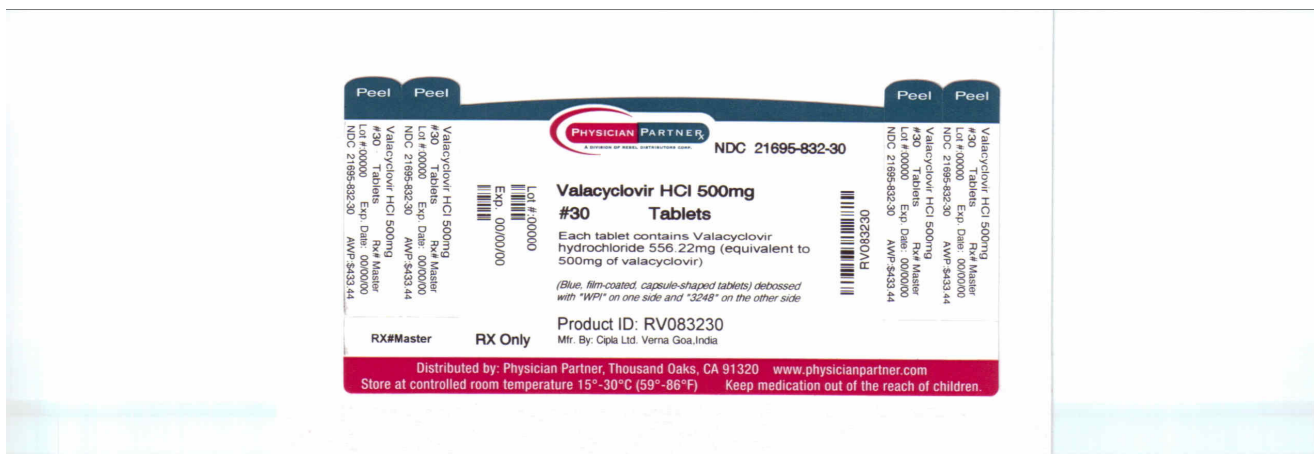 Peel
Peel
Valacyclovir HCl 500mg
#30 Tablets Rx# Master
Lot #:00000 Exp. Date: 00/00/00
NDC 21695-832-30 AWP:$433.44
Valacyclovir HCl 500mg
#30 Tablets Rx# Master
Lot #:00000 Exp. Date: 00/00/00
NDC 21695-832-30 AWP:$433.44
RX#Master
Lot #:00000
Exp. 00/00/00
RX Only
PHYSICIAN PARTNER Rx
A DIVISION OF REBEL DISTRIBUTORS CORP.
NDC 21695-832-30
Valacyclovir HCl 500mg
#30 Tablets
Each tablet contains Valacyclovir
hydrochloride 556.22mg (equivalent to
500mg of valacyclovir)
(Blue, film-coated, capsule-shaped tablets) debossed
with "WPI" on one side and "3248" on the other side
Product ID: RV083230
Mfr. By: Cipla Ltd. Verna Goa,India
RV083230
Peel
Peel
Valacyclovir HCl 500mg
#30 Tablets Rx# Master
Lot #:00000 Exp. Date: 00/00/00
NDC 21695-832-30 AWP:$433.44
Valacyclovir HCl 500mg
#30 Tablets Rx# Master
Lot #:00000 Exp. Date: 00/00/00
NDC 21695-832-30 AWP:$433.44
Distributed by: Physician Partner, Thousand Oaks, CA 91320 www.physicianpartner.com
Store at controlled room temperature 15°-30°C (59°-86°F) Keep medication out of the reach of children.